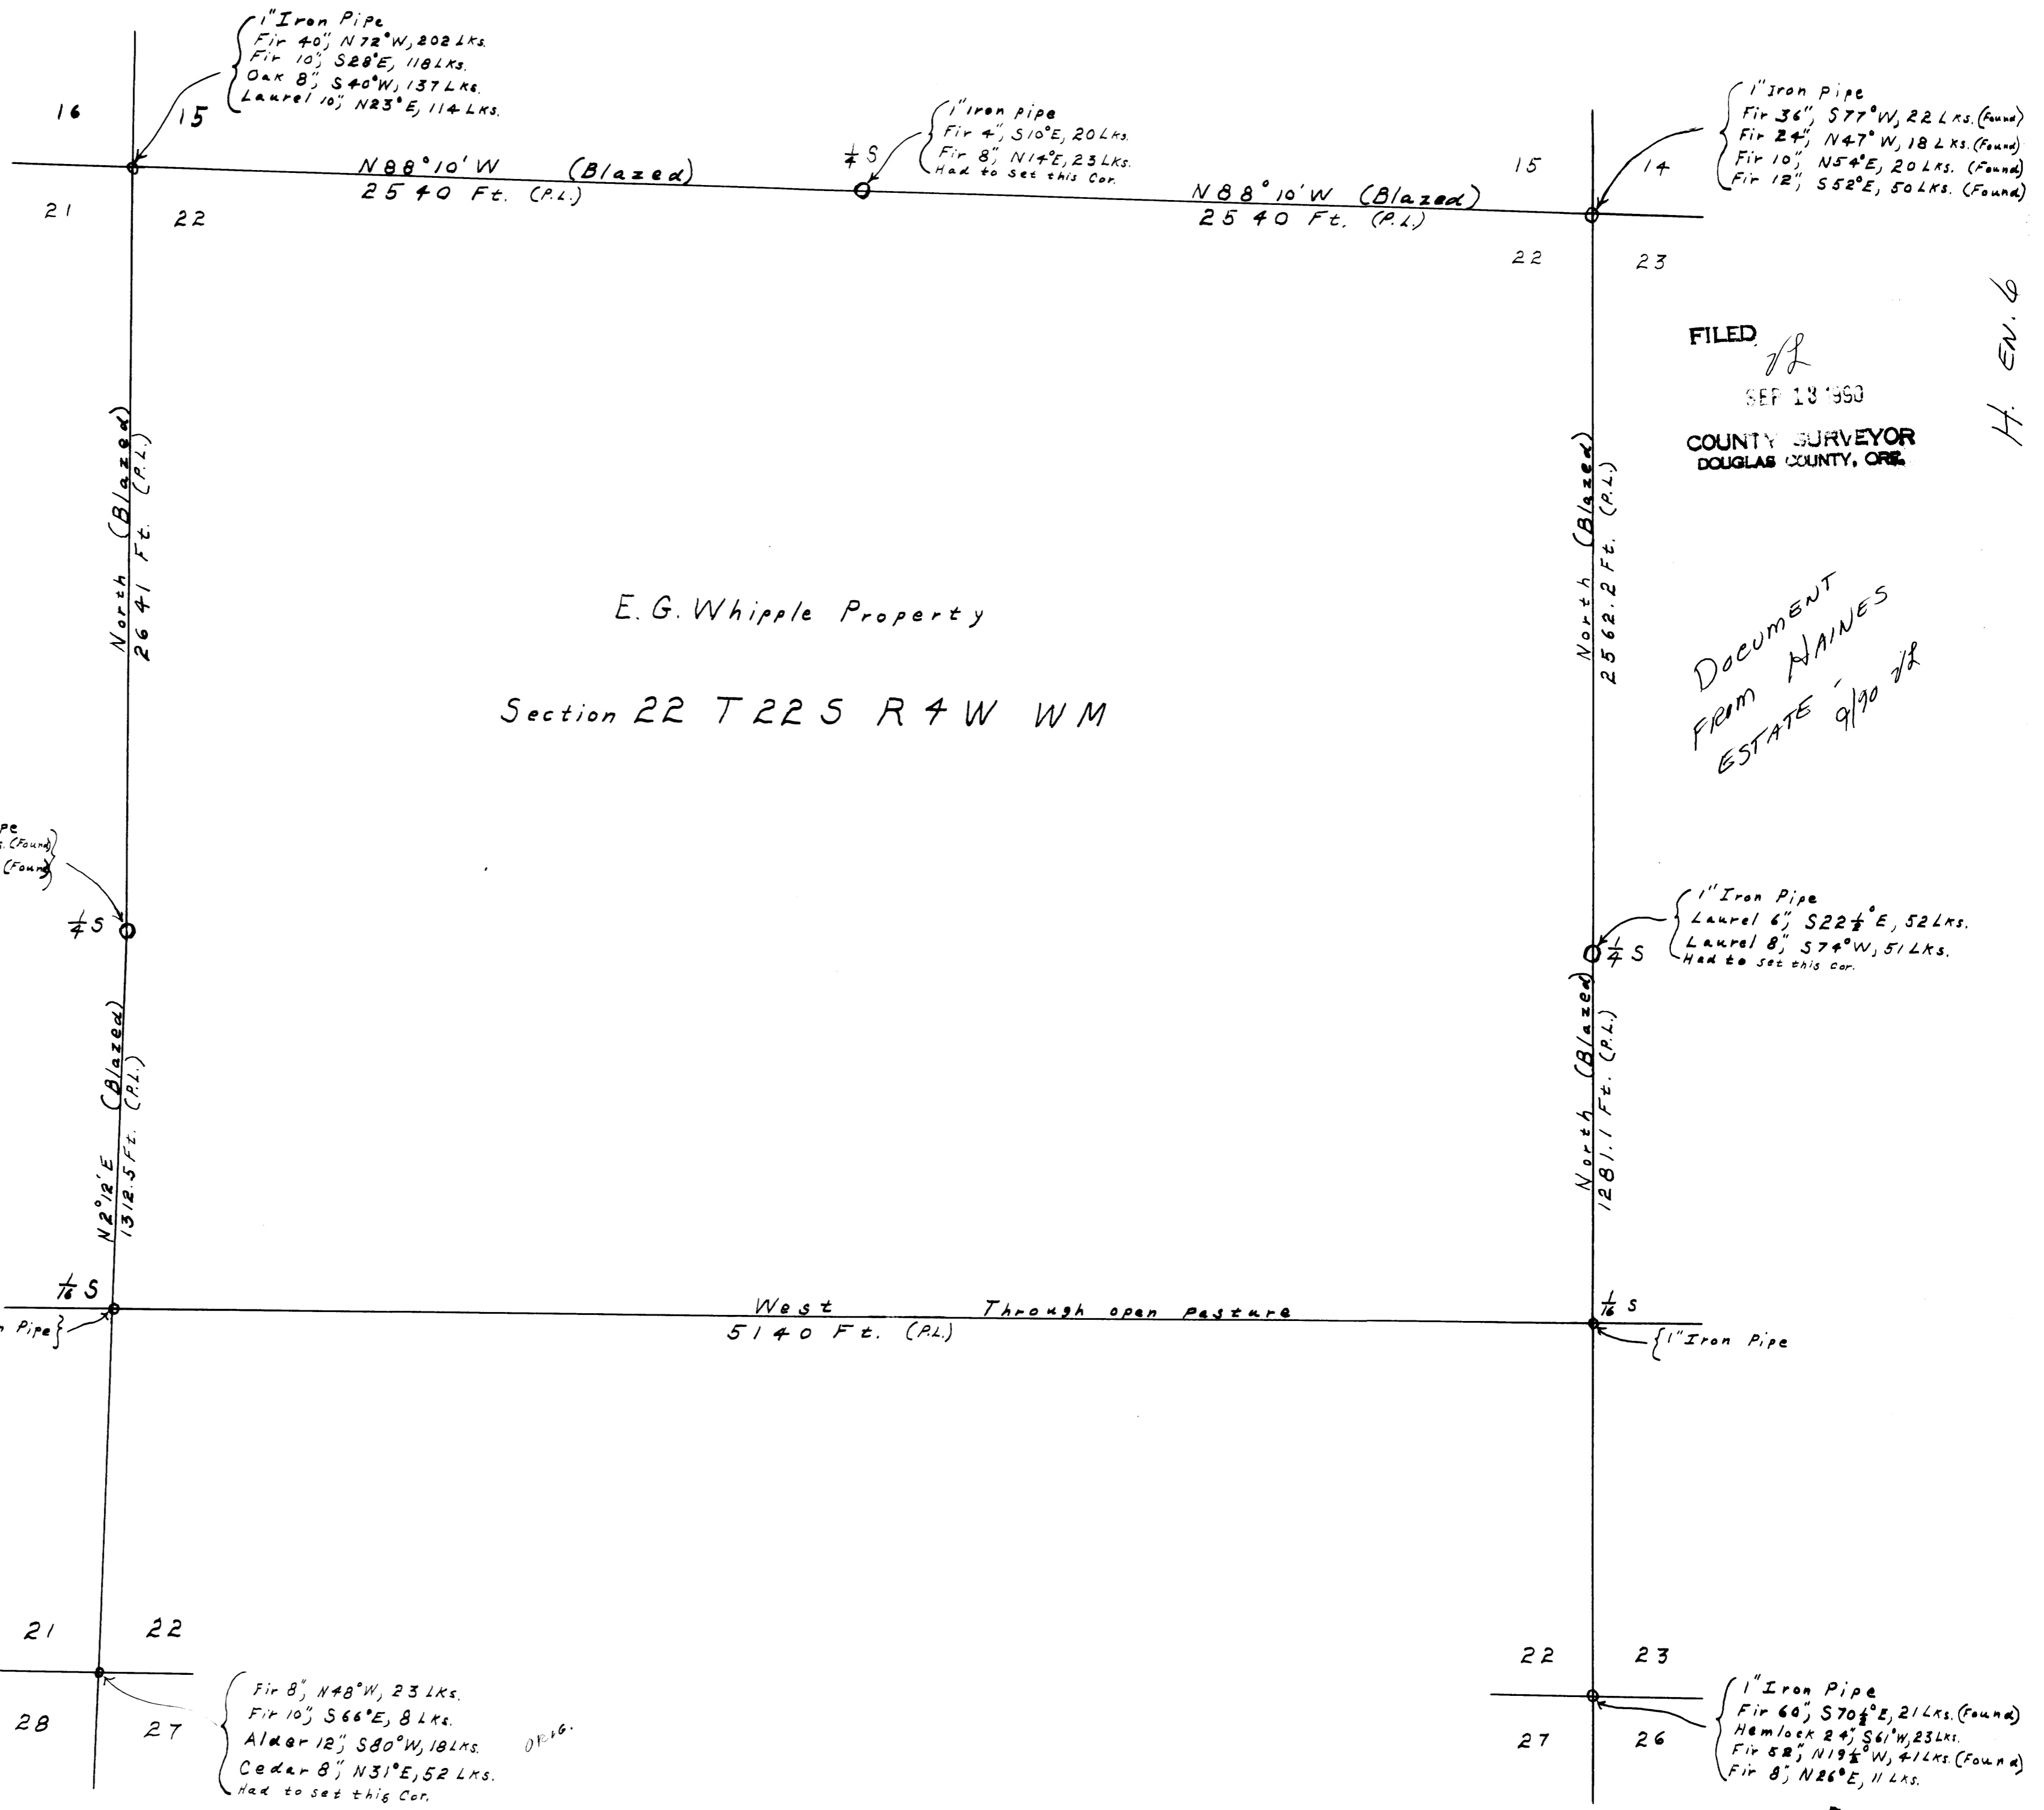 1" Iron Pipe
Fir 40", N72°W, 202 Lks.
Fir 10", S28°E, 118 Lks.
Oak 8", S40°W, 137 Lks.
Laurel 10", N23°E, 114 Lks.
16 15
21 22
N88°10'W (Blazed)
2540 Ft. (P.L.)
1/4 S
1" Iron pipe
Fir 4", S10°E, 20 Lks.
Fir 8", N14°E, 23 Lks.
Had to set this Cor.
N88°10'W (Blazed)
2540 Ft. (P.L.)
1" Iron Pipe
Fir 36", S77°W, 22 Lks. (Found)
Fir 24", N47°W, 18 Lks. (Found)
Fir 10", N54°E, 20 Lks. (Found)
Fir 12", S52°E, 50 Lks. (Found)
15 14
22 23
H. EN. 6
FILED
SEP 13 1990
COUNTY SURVEYOR
DOUGLAS COUNTY, ORE.
North (Blazed)
2641 Ft. (P.L.)
North (Blazed)
2562.2 Ft. (P.L.)
E.G. Whipple Property
Section 22 T22S R4W WM
DOCUMENT
FROM HAINES
ESTATE 9/90
(Found)
(Found)
1/4 S
1" Iron Pipe
Laurel 6", S22½°E, 52 Lks.
Laurel 8", S74°W, 51 Lks.
Had to set this cor.
1/4 S
N2°12'E (Blazed)
1312.5 Ft. (P.L.)
North (Blazed)
1281.1 Ft. (P.L.)
1/16 S
Pipe
West Through open pasture
5140 Ft. (P.L.)
1/16 S
1" Iron Pipe
21 22
28 27
Fir 8", N48°W, 23 Lks.
Fir 10", S66°E, 8 Lks.
Alder 12", S80°W, 18 Lks.
Cedar 8", N31°E, 52 Lks.
Had to set this Cor.
ORIG.
22 23
27 26
1" Iron Pipe
Fir 60", S70½°E, 21 Lks. (Found)
Hemlock 24", S61°W, 23 Lks.
Fir 52", N19½°W, 41 Lks. (Found)
Fir 8", N26°E, 11 Lks.